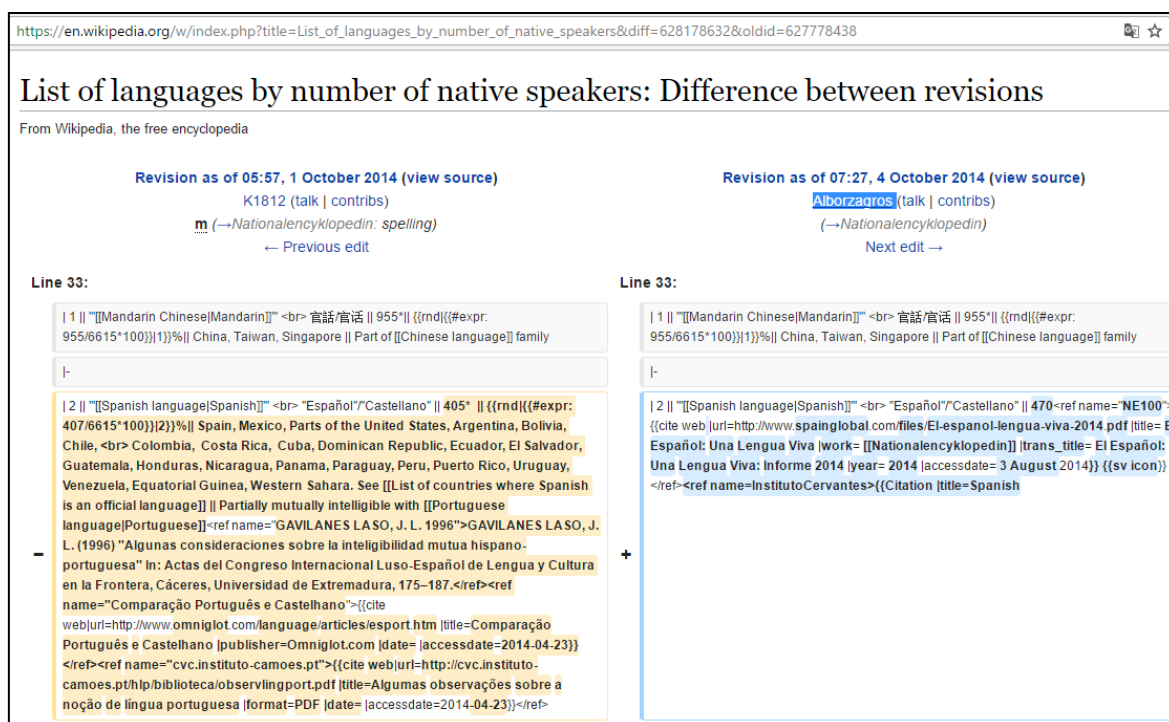 https://en.wikipedia.org/w/index.php?title=List_of_languages_by_number_of_native_speakers&diff=628178632&oldid=627778438
List of languages by number of native speakers: Difference between revisions
From Wikipedia, the free encyclopedia
Revision as of 05:57, 1 October 2014 (view source)
K1812 (talk | contribs)
m (→Nationalencyklopedin: spelling)
← Previous edit
Revision as of 07:27, 4 October 2014 (view source)
Alborzagros (talk | contribs)
(→Nationalencyklopedin)
Next edit →
Line 33:
| 1 || '''[[Mandarin Chinese|Mandarin]]''' <br> 官話/官话 || 955*|| {{rnd|{{#expr:
955/6615*100}}|1}}%|| China, Taiwan, Singapore || Part of [[Chinese language]] family
|-
− | 2 || '''[[Spanish language|Spanish]]''' <br> "Español"/"Castellano" || 405* || {{rnd|{{#expr:
407/6615*100}}|2}}%|| Spain, Mexico, Parts of the United States, Argentina, Bolivia,
Chile, <br> Colombia, Costa Rica, Cuba, Dominican Republic, Ecuador, El Salvador,
Guatemala, Honduras, Nicaragua, Panama, Paraguay, Peru, Puerto Rico, Uruguay,
Venezuela, Equatorial Guinea, Western Sahara. See [[List of countries where Spanish
is an official language]] || Partially mutually intelligible with [[Portuguese
language|Portuguese]]<ref name="GAVILANES LASO, J. L. 1996">GAVILANES LASO, J.
L. (1996) "Algunas consideraciones sobre la inteligibilidad mutua hispano-
portuguesa" In: Actas del Congreso Internacional Luso-Español de Lengua y Cultura
en la Frontera, Cáceres, Universidad de Extremadura, 175–187.</ref><ref
name="Comparação Português e Castelhano">{{cite
web|url=http://www.omniglot.com/language/articles/esport.htm |title=Comparação
Português e Castelhano |publisher=Omniglot.com |date= |accessdate=2014-04-23}}
</ref><ref name="cvc.instituto-camoes.pt">{{cite web|url=http://cvc.instituto-
camoes.pt/hlp/biblioteca/observlingport.pdf |title=Algumas observações sobre a
noção de língua portuguesa |format=PDF |date= |accessdate=2014-04-23}}</ref>
Line 33:
| 1 || '''[[Mandarin Chinese|Mandarin]]''' <br> 官話/官话 || 955*|| {{rnd|{{#expr:
955/6615*100}}|1}}%|| China, Taiwan, Singapore || Part of [[Chinese language]] family
|-
+ | 2 || '''[[Spanish language|Spanish]]''' <br> "Español"/"Castellano" || 470<ref name="NE100">
{{cite web |url=http://www.spainglobal.com/files/El-espanol-lengua-viva-2014.pdf |title= E
Español: Una Lengua Viva |work= [[Nationalencyklopedin]] |trans_title= El Español:
Una Lengua Viva: Informe 2014 |year= 2014 |accessdate= 3 August 2014}} {{sv icon}}
</ref><ref name=InstitutoCervantes>{{Citation |title=Spanish